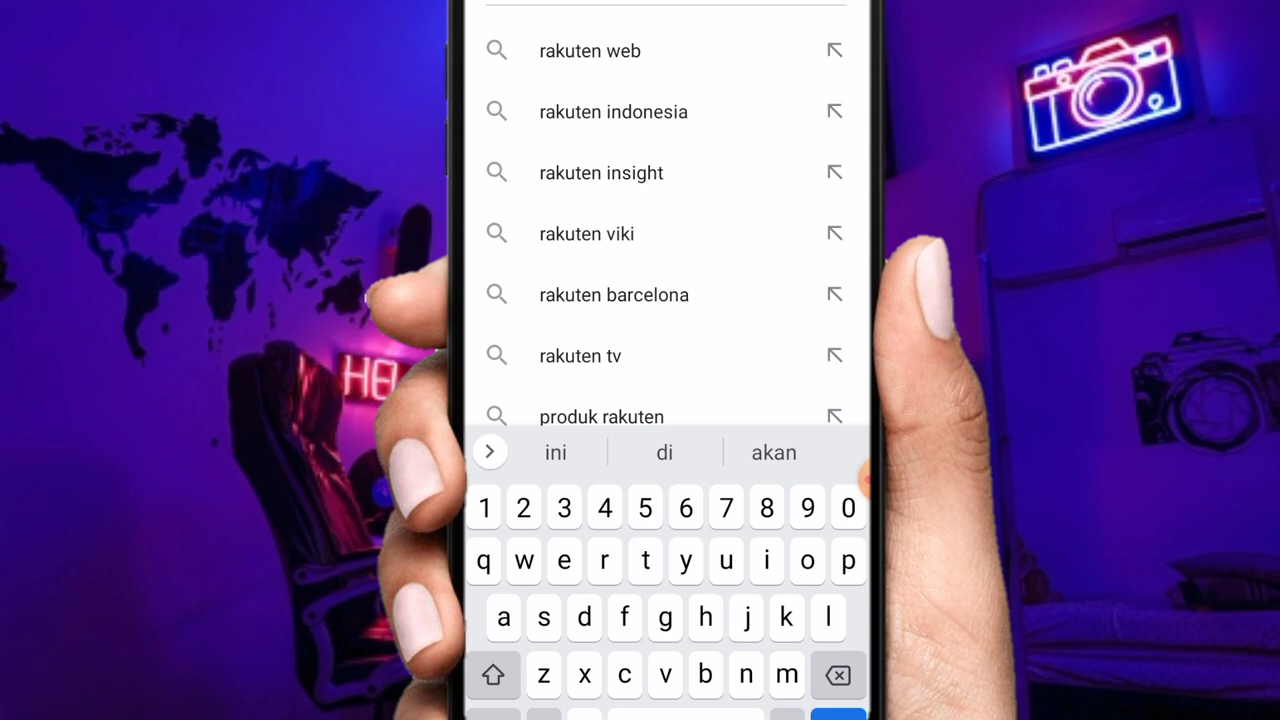 rakuten web
rakuten indonesia
rakuten insight
rakuten viki
rakuten barcelona
rakuten tv
produk rakuten
ini di akan
1 2 3 4 5 6 7 8 9 0
q w e r t y u i o p
a s d f g h j k l
z x c v b n m